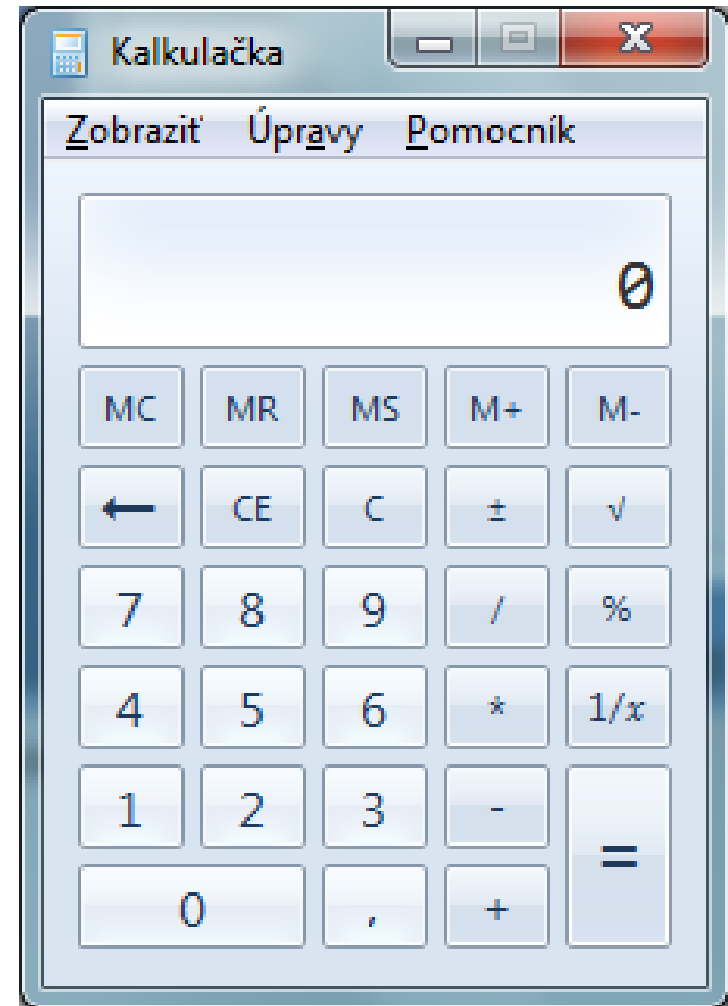 Kalkulačka
Zobraziť Úpravy Pomocník
0
MC MR MS M+ M-
← CE C ± √
7 8 9 / %
4 5 6 * 1/x
1 2 3 - =
0 , +